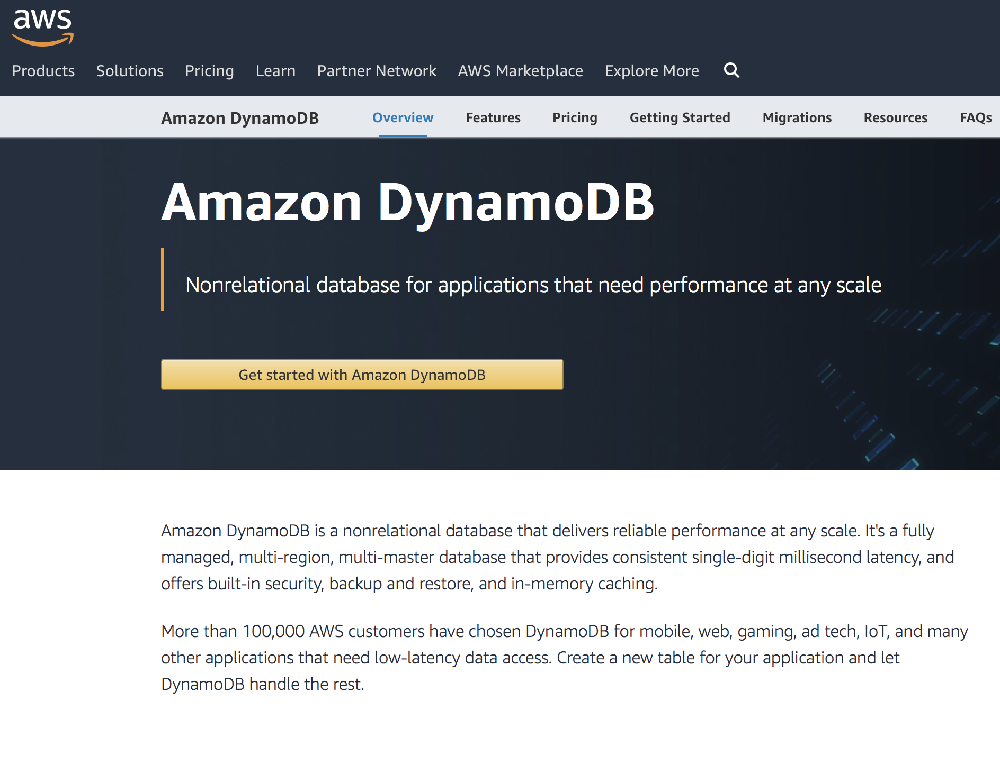 aws
Products Solutions Pricing Learn Partner Network AWS Marketplace Explore More
Amazon DynamoDB Overview Features Pricing Getting Started Migrations Resources FAQs
Amazon DynamoDB
Nonrelational database for applications that need performance at any scale
Get started with Amazon DynamoDB
Amazon DynamoDB is a nonrelational database that delivers reliable performance at any scale. It's a fully
managed, multi-region, multi-master database that provides consistent single-digit millisecond latency, and
offers built-in security, backup and restore, and in-memory caching.
More than 100,000 AWS customers have chosen DynamoDB for mobile, web, gaming, ad tech, IoT, and many
other applications that need low-latency data access. Create a new table for your application and let
DynamoDB handle the rest.